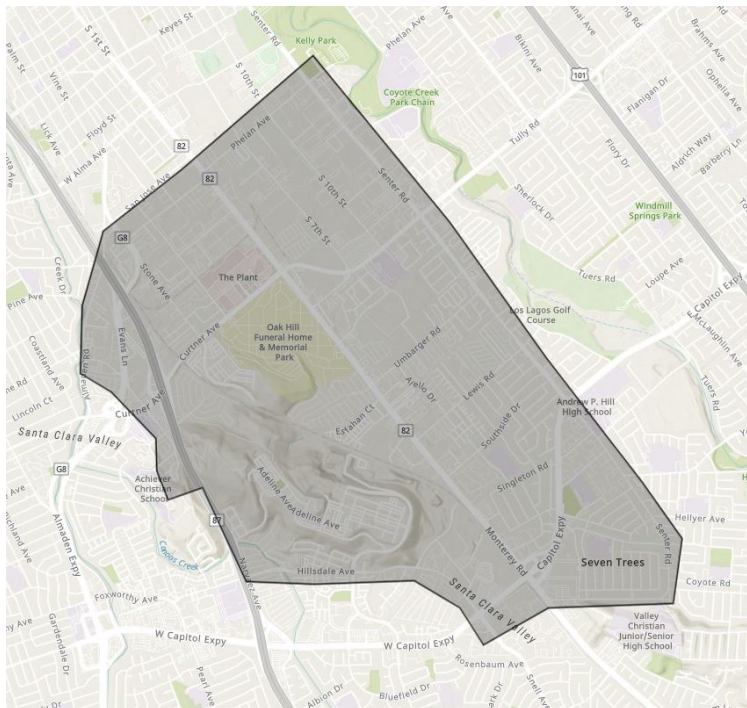 Keyes St
Senter Rd
Kelly Park
Phelan Ave
Bikini Ave
S 1st St
S 10th St
101
Brahms Ave
Ophelia Ave
Palm St
Vine St
Floyd St
Coyote Creek
Park Chain
Flanigan Dr
Lick Ave
82
Phelan Ave
Tully Rd
Aldrich Way
Barberry Ln
W Alma Ave
Flory Dr
82
Senter Rd
San Jose Ave
S 10th St
Sherlock Dr
Windmill
Springs Park
G8
S 7th St
Stone Ave
Creek Dr
The Plant
Tuers Rd
Loupe Ave
E Capitol Expy
Pine Ave
Los Lagos Golf
Course
McLaughlin Ave
Evans Ln
Curtner Ave
Oak Hill
Funeral Home
& Memorial
Park
Umbarger Rd
Coastland Ave
Lewis Rd
Arello Dr
Tuers Rd
Lincoln Ct
Curtner Ave
Andrew P. Hill
High School
Southside Dr
82
Santa Clara Valley
G8
Singleton Rd
Achiever
Christian
School
Adeline Ave
Adeline Ave
87
Hellyer Ave
Senter Rd
Richland Ave
Almaden Expy
Canoas Creek
Monterey Rd
Capitol Expy
Hillsdale Ave
Narvaez Ave
Seven Trees
Coyote Rd
Foxworthy Ave
Santa Clara Valley
Gardendale Dr
W Capitol Expy
W Capitol Expy
Valley
Christian
Junior/Senior
High School
Rosenbaum Ave
Pearl Ave
Albion Dr
Bluefield Dr
Snell Ave